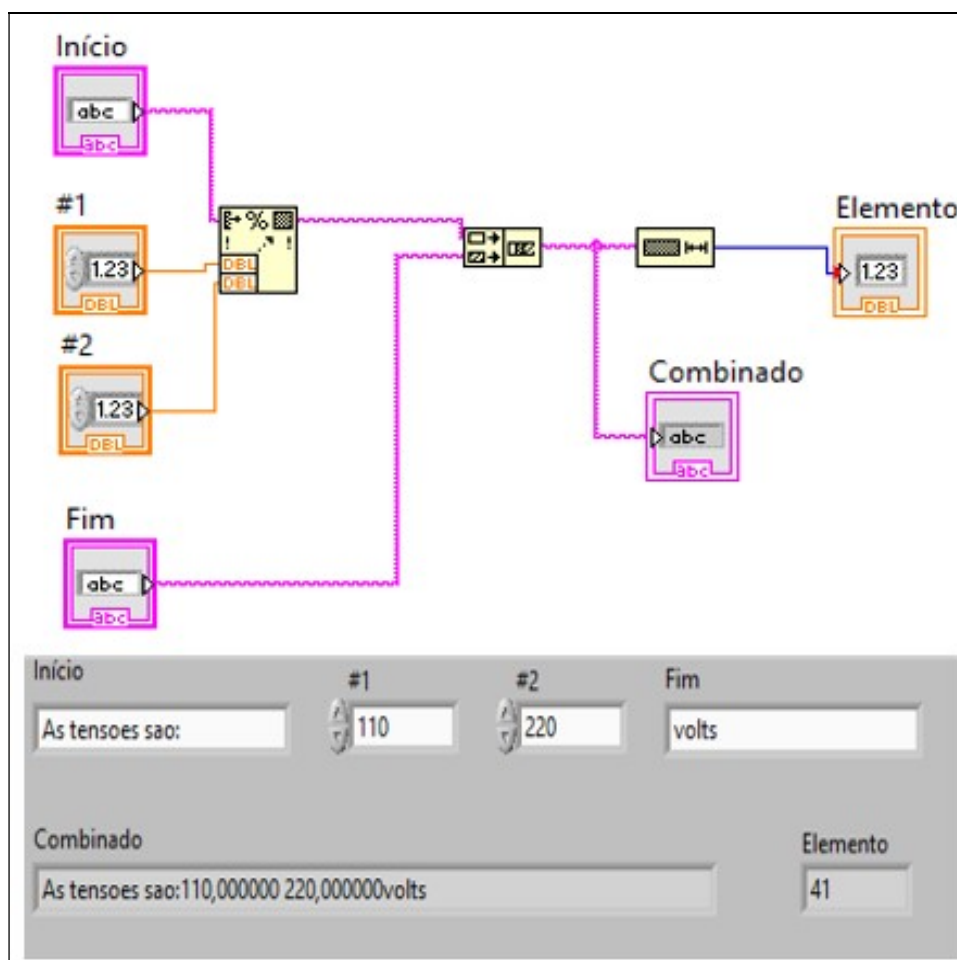 Início
abc
abc
#1
1.23
DBL
%
! !
DBL
DBL
Elemento
1.23
DBL
#2
1.23
DBL
Combinado
abc
abc
Fim
abc
abc
Início #1 #2 Fim
As tensoes sao: 110 220 volts
Combinado Elemento
As tensoes sao:110,000000 220,000000volts 41